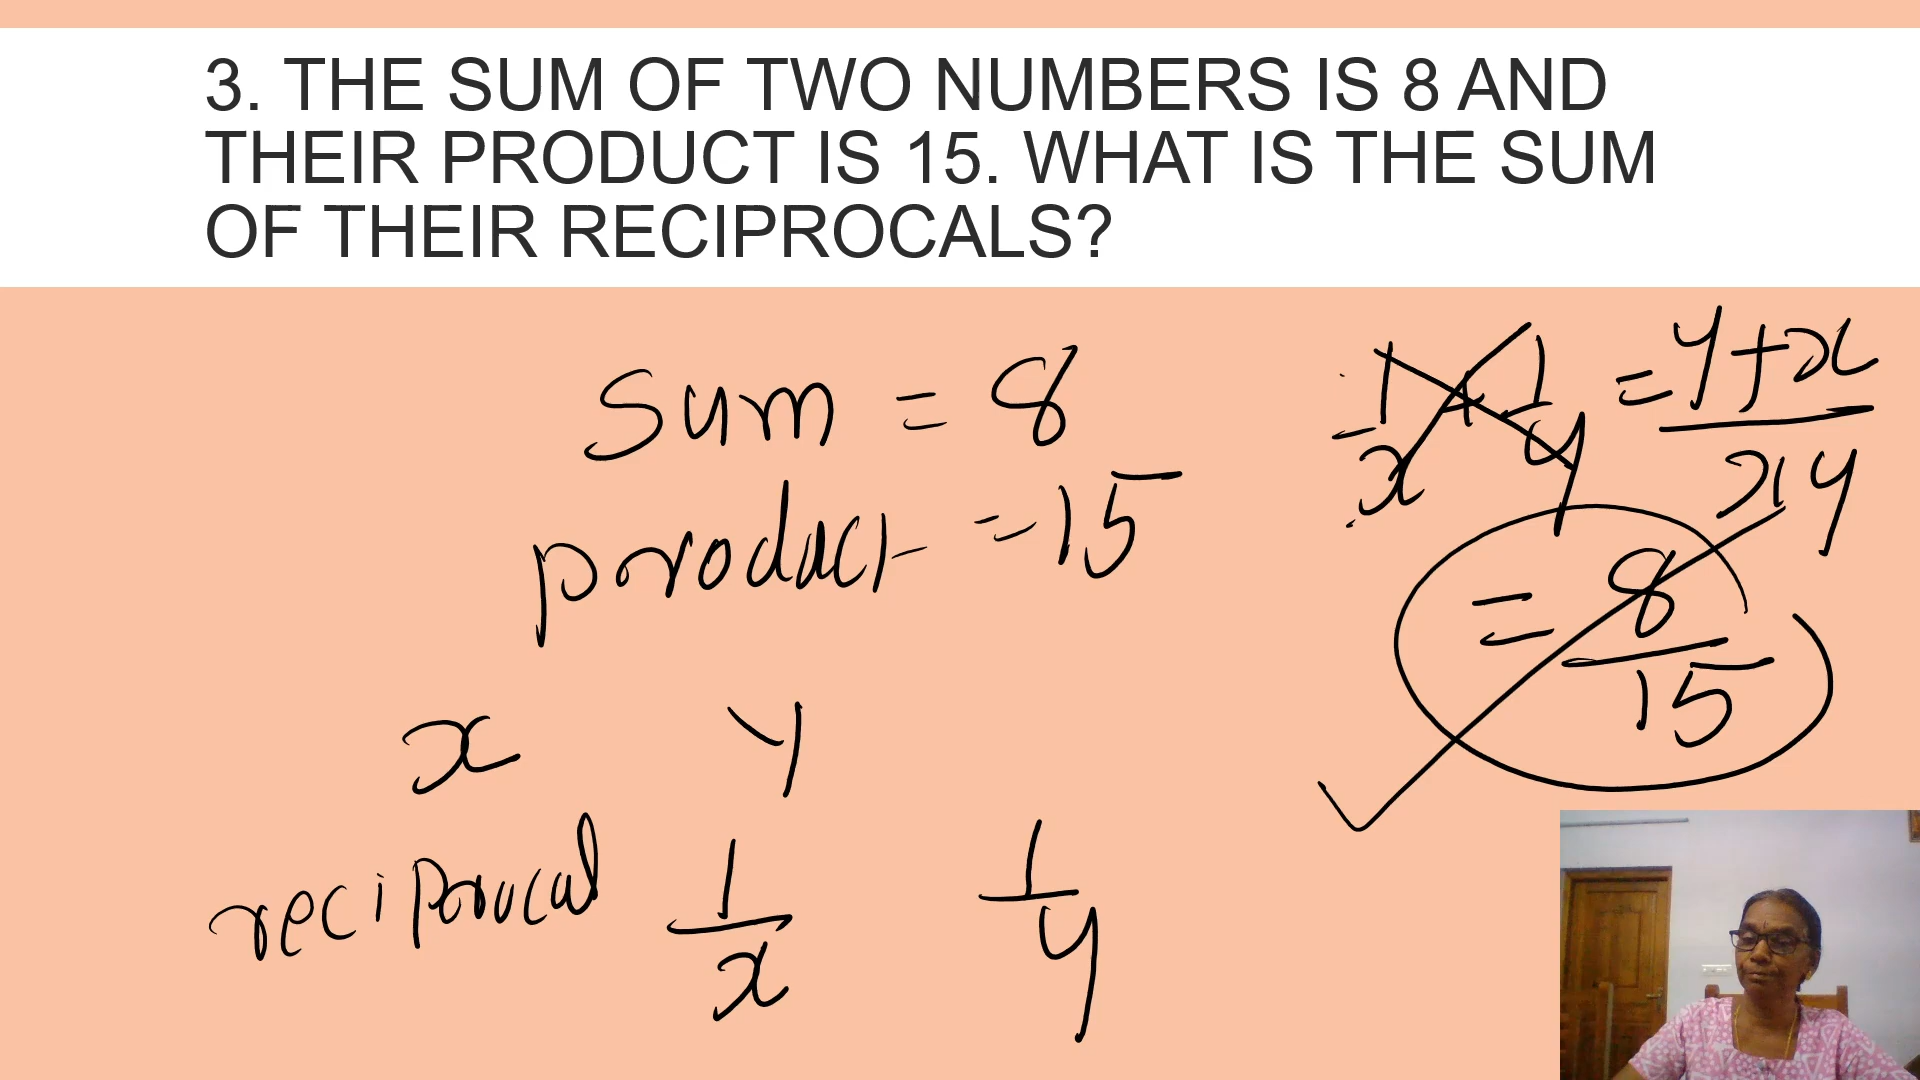 3. THE SUM OF TWO NUMBERS IS 8 AND
THEIR PRODUCT IS 15. WHAT IS THE SUM
OF THEIR RECIPROCALS?
sum = 8
product = 15
x y
reciprocal 1/x 1/y
1/x + 1/y = y+x/xy
= 8/15